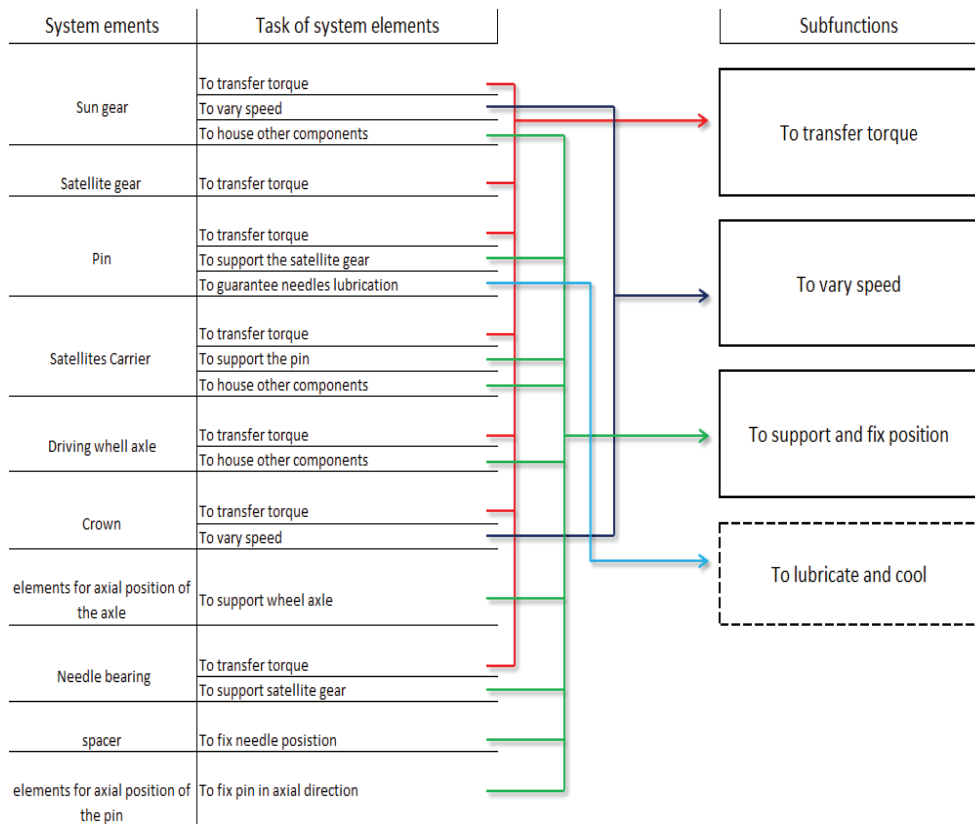 System ements
Task of system elements
Subfunctions
Sun gear
To transfer torque
To vary speed
To house other components
Satellite gear
To transfer torque
Pin
To transfer torque
To support the satellite gear
To guarantee needles lubrication
Satellites Carrier
To transfer torque
To support the pin
To house other components
Driving whell axle
To transfer torque
To house other components
Crown
To transfer torque
To vary speed
elements for axial position of
the axle
To support wheel axle
Needle bearing
To transfer torque
To support satellite gear
spacer
To fix needle posistion
elements for axial position of
the pin
To fix pin in axial direction
To transfer torque
To vary speed
To support and fix position
To lubricate and cool